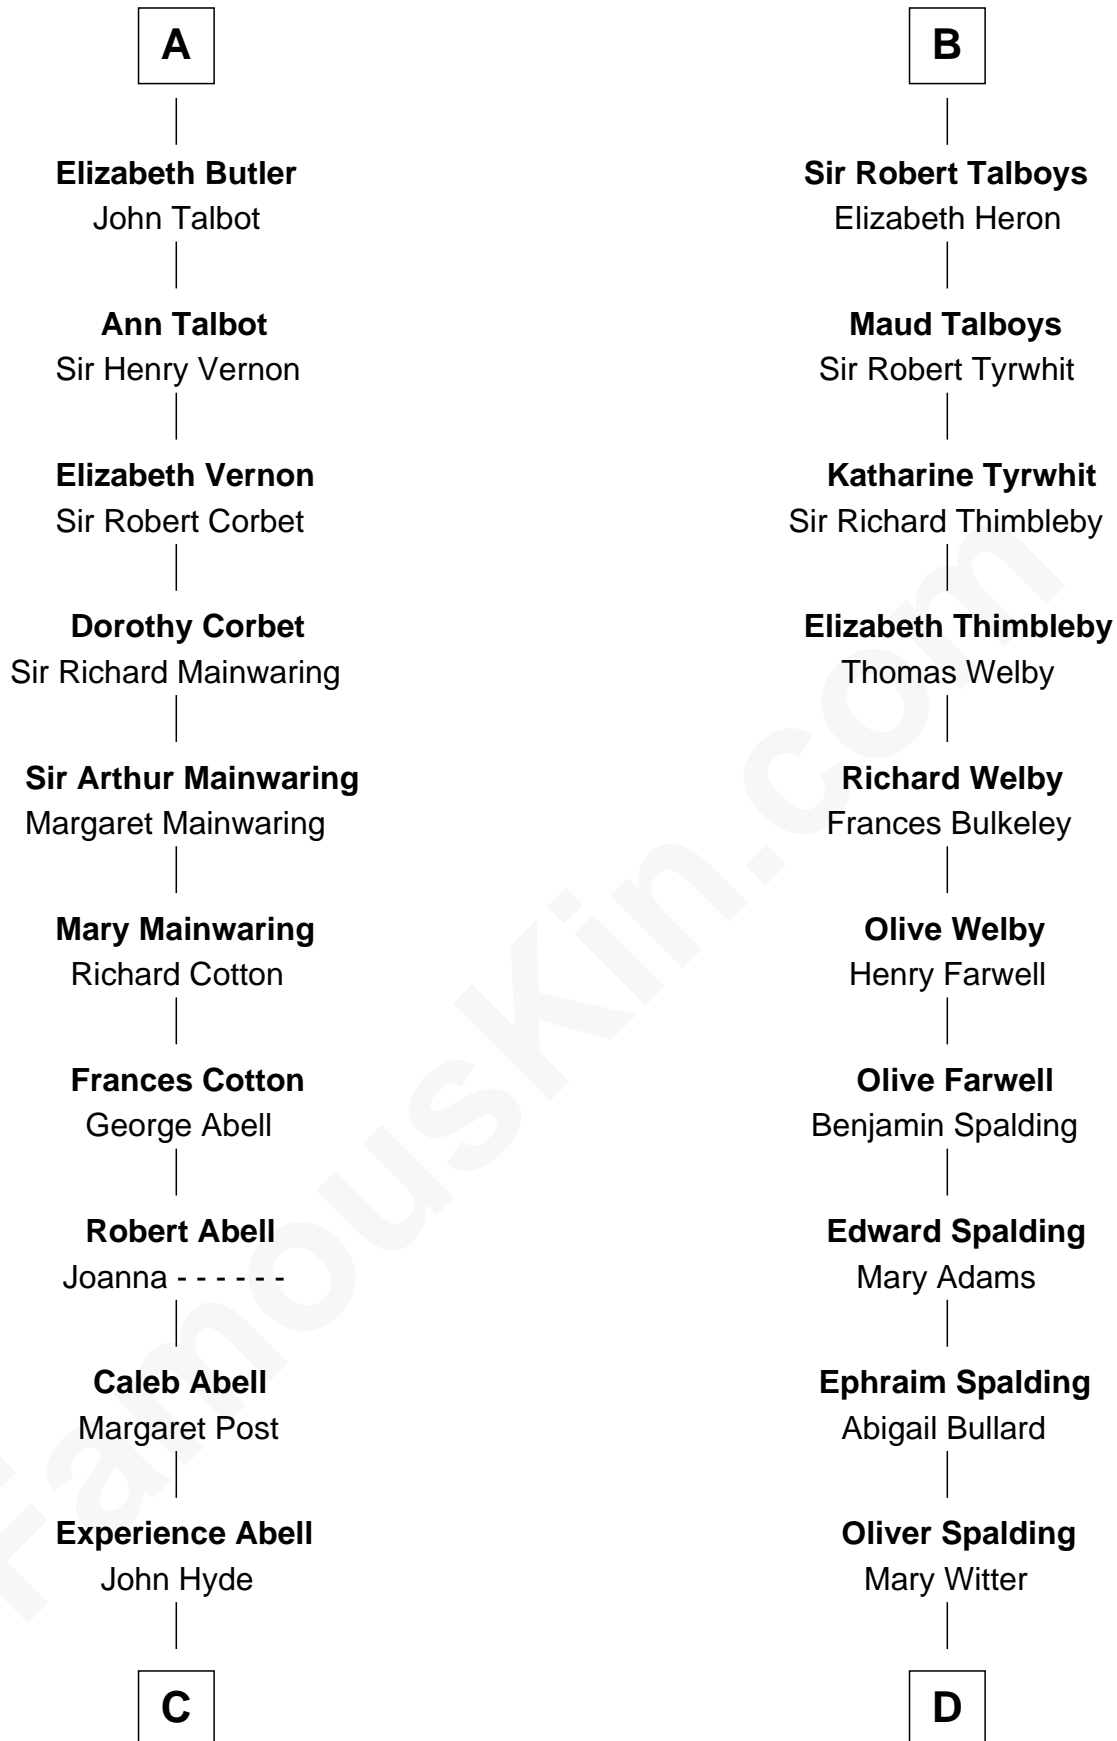 A
Elizabeth Butler
John Talbot
Ann Talbot
Sir Henry Vernon
Elizabeth Vernon
Sir Robert Corbet
Dorothy Corbet
Sir Richard Mainwaring
Sir Arthur Mainwaring
Margaret Mainwaring
Mary Mainwaring
Richard Cotton
Frances Cotton
George Abell
Robert Abell
Joanna - - - - - -
Caleb Abell
Margaret Post
Experience Abell
John Hyde
C
B
Sir Robert Talboys
Elizabeth Heron
Maud Talboys
Sir Robert Tyrwhit
Katharine Tyrwhit
Sir Richard Thimbleby
Elizabeth Thimbleby
Thomas Welby
Richard Welby
Frances Bulkeley
Olive Welby
Henry Farwell
Olive Farwell
Benjamin Spalding
Edward Spalding
Mary Adams
Ephraim Spalding
Abigail Bullard
Oliver Spalding
Mary Witter
D
FamousKin.com